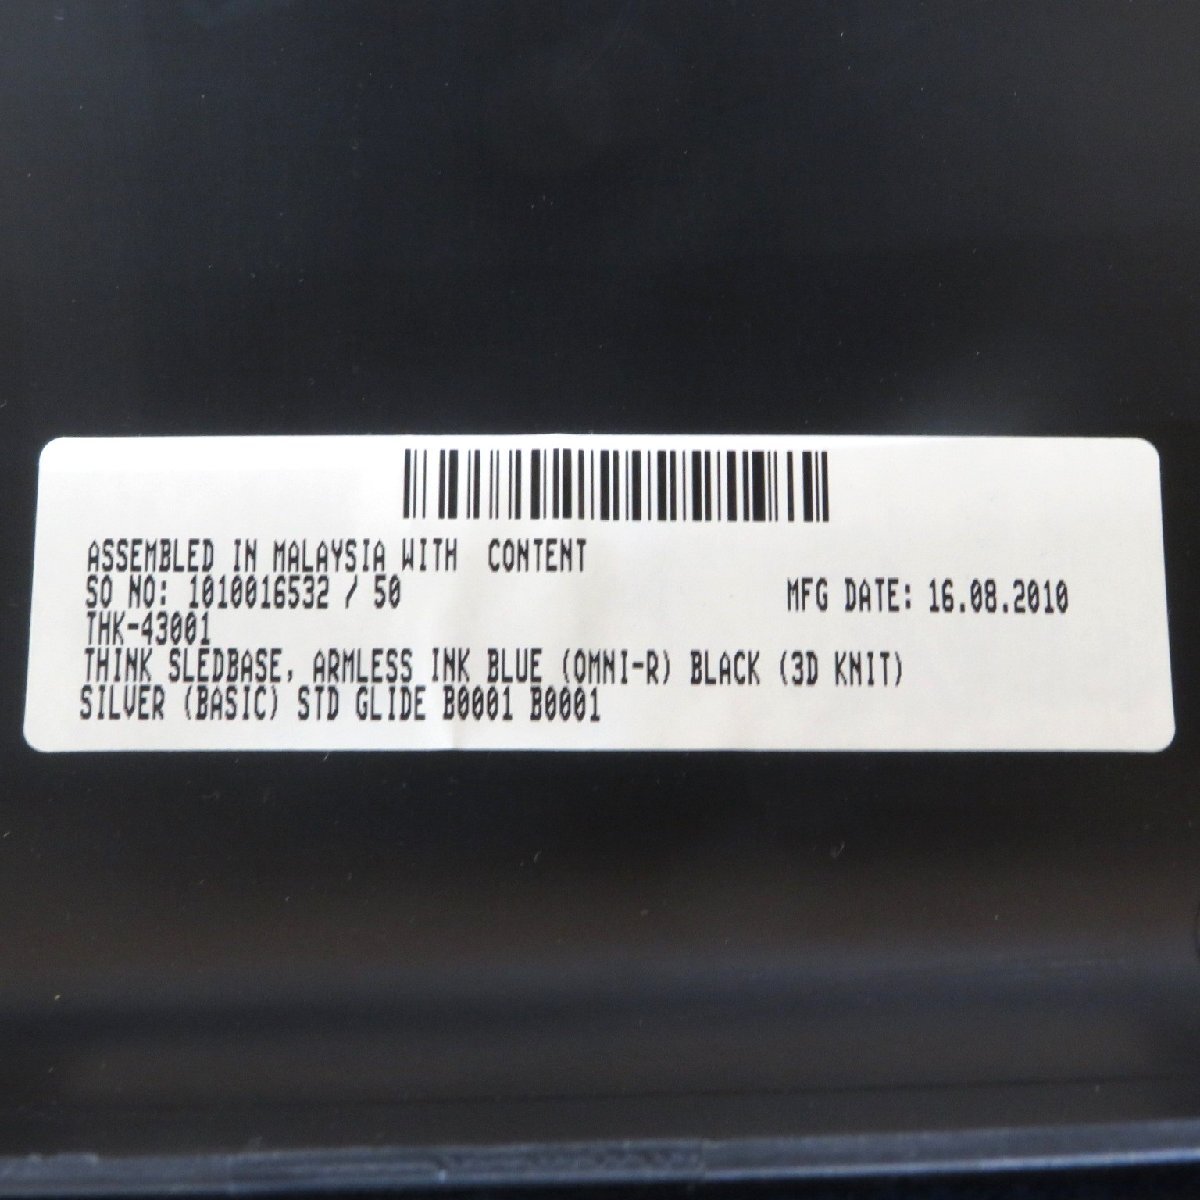 ASSEMBLED IN MALAYSIA WITH CONTENT
SO NO: 1010016532 / 50 MFG DATE: 16.08.2010
THK-43001
THINK SLEDBASE, ARMLESS INK BLUE (OMNI-R) BLACK (3D KNIT)
SILVER (BASIC) STD GLIDE B0001 B0001